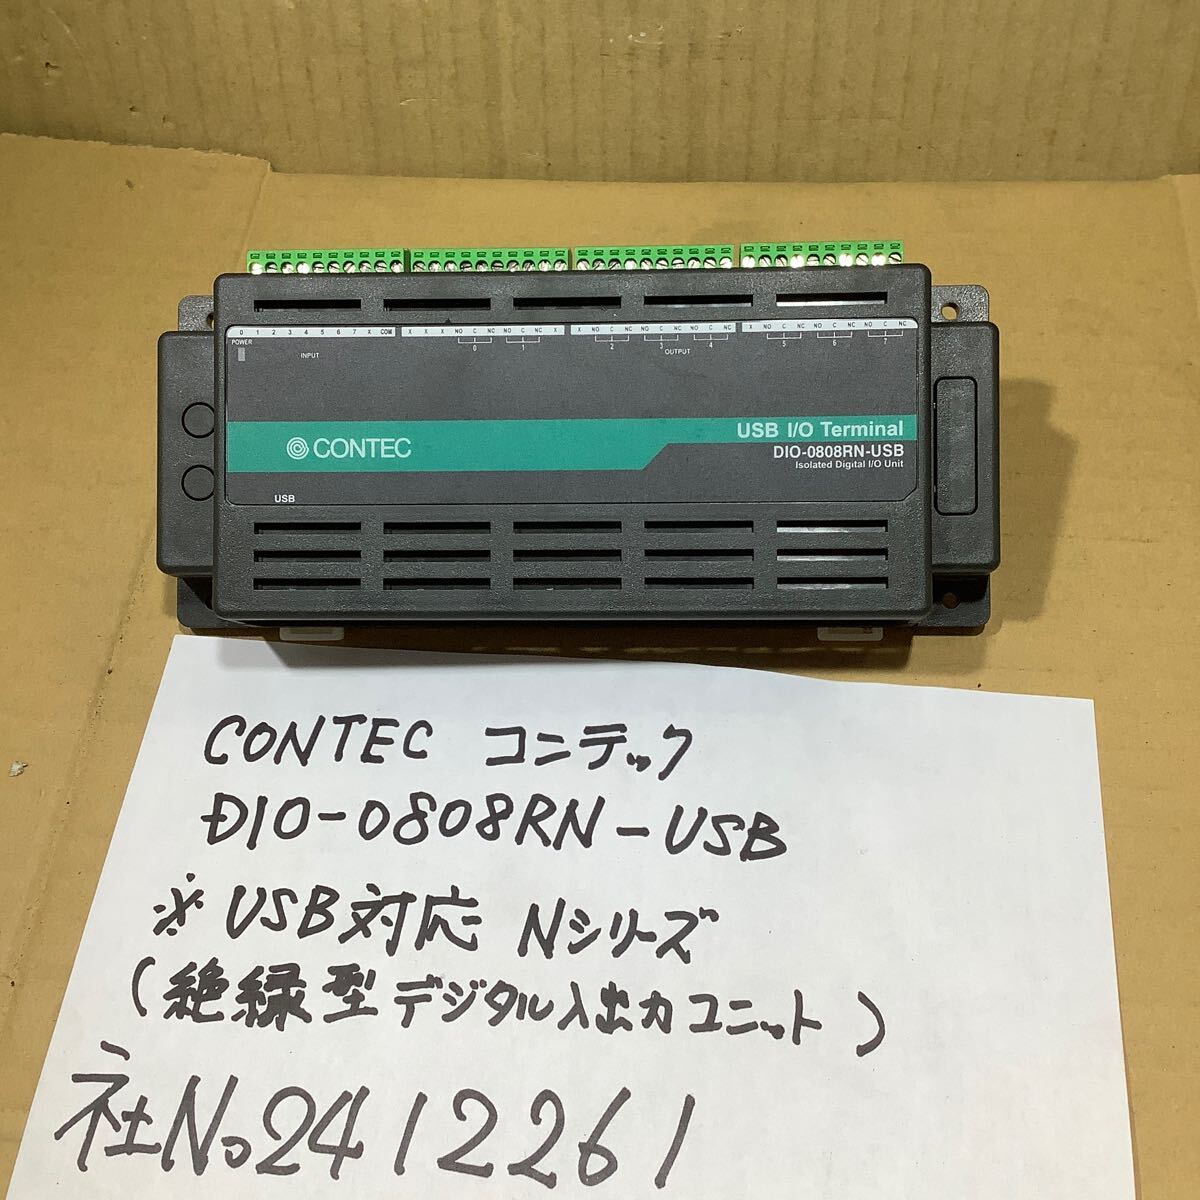 0 1 2 3 4 5 6 7 X COM X X X NO C NC NO C NC X X NO C NC NO C NC NO C NC X NO C NC NO C NC NO C NC
0 1 2 3 4 5 6 7
POWER INPUT OUTPUT
USB I/O Terminal
CONTEC
DIO-0808RN-USB
Isolated Digital I/O Unit
USB
CONTEC コンテック
DIO-0808RN-USB
※USB対応 Nシリーズ
(絶縁型デジタル入出力ユニット)
社No2412261